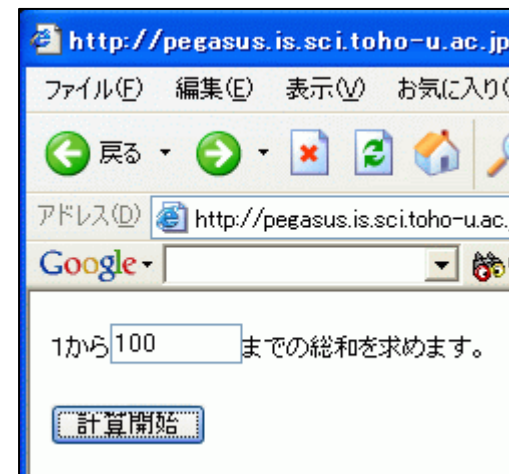 http://pegasus.is.sci.toho-u.ac.jp
ファイル(F) 編集(E) 表示(V) お気に入り(
戻る
アドレス(D) http://pegasus.is.sci.toho-u.ac.
Google
1から100までの総和を求めます。
計算開始